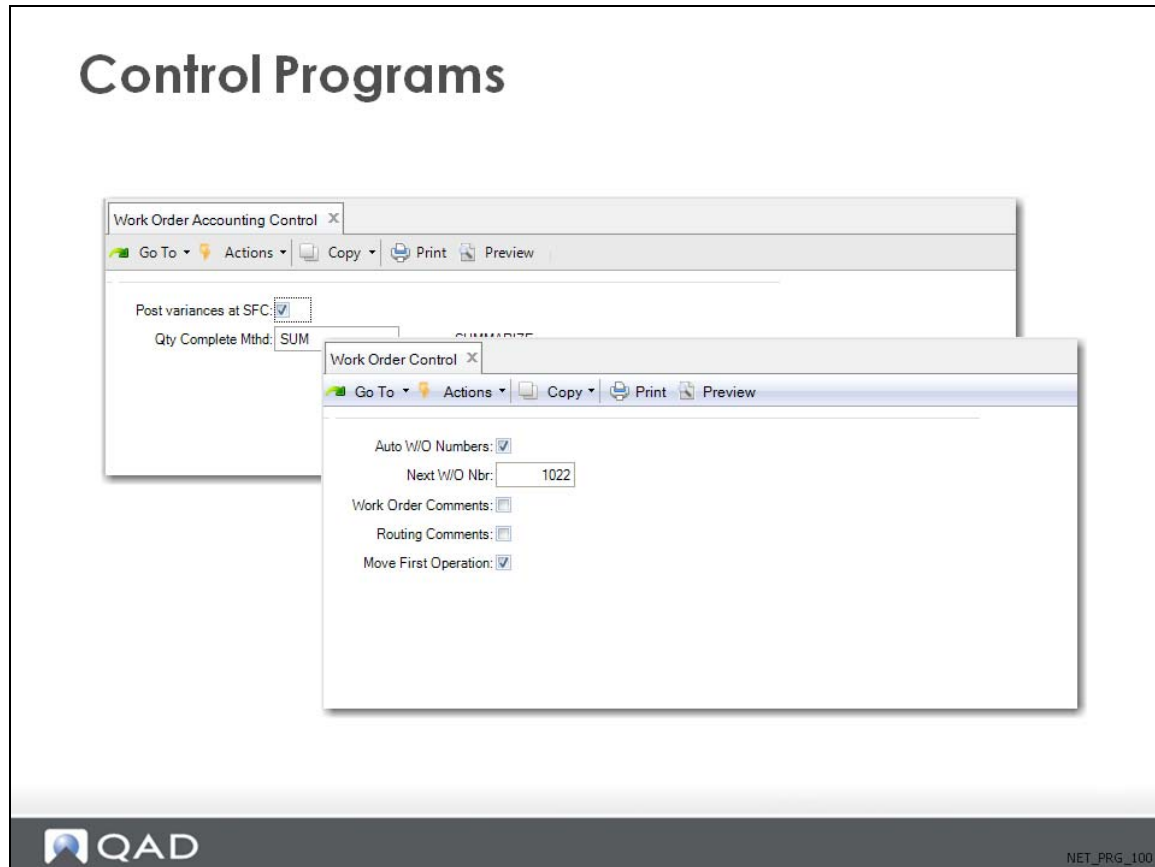 Control Programs
Work Order Accounting Control
Go To Actions Copy Print Preview
Post variances at SFC:
Qty Complete Mthd: SUM
Work Order Control
Go To Actions Copy Print Preview
Auto W/O Numbers:
Next W/O Nbr: 1022
Work Order Comments:
Routing Comments:
Move First Operation:
QAD